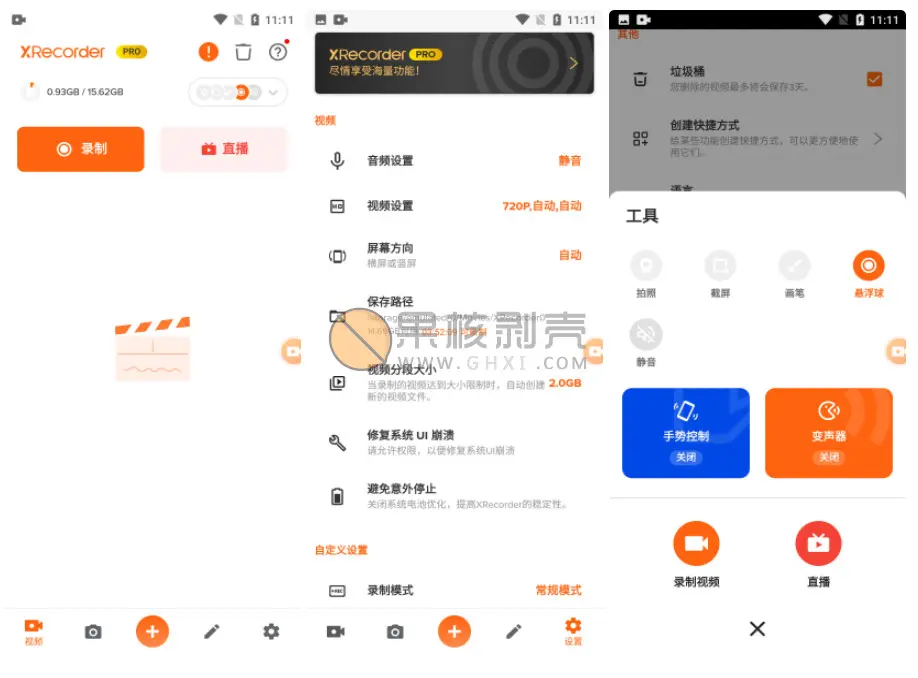 11:11
XRecorder PRO
0.93GB / 15.62GB
录制
直播
视频
11:11
XRecorder PRO
尽情享受海量功能!
视频
音频设置
静音
视频设置
720P,自动,自动
屏幕方向
横屏或竖屏
自动
保存路径
果核剥壳
WWW.GHXI.COM
视频分段大小
当录制的视频达到大小限制时，自动创建
新的视频文件。
2.0GB
修复系统 UI 崩溃
请允许权限，以便修复系统UI崩溃
避免意外停止
关闭系统电池优化，提高XRecorder的稳定性。
自定义设置
录制模式
常规模式
设置
11:11
其他
垃圾桶
您删除的视频最多将会保存3天。
创建快捷方式
给某些功能创建快捷方式，可以更方便地使
用它们。
语言
工具
拍照
截屏
画笔
悬浮球
静音
手势控制
关闭
变声器
关闭
录制视频
直播